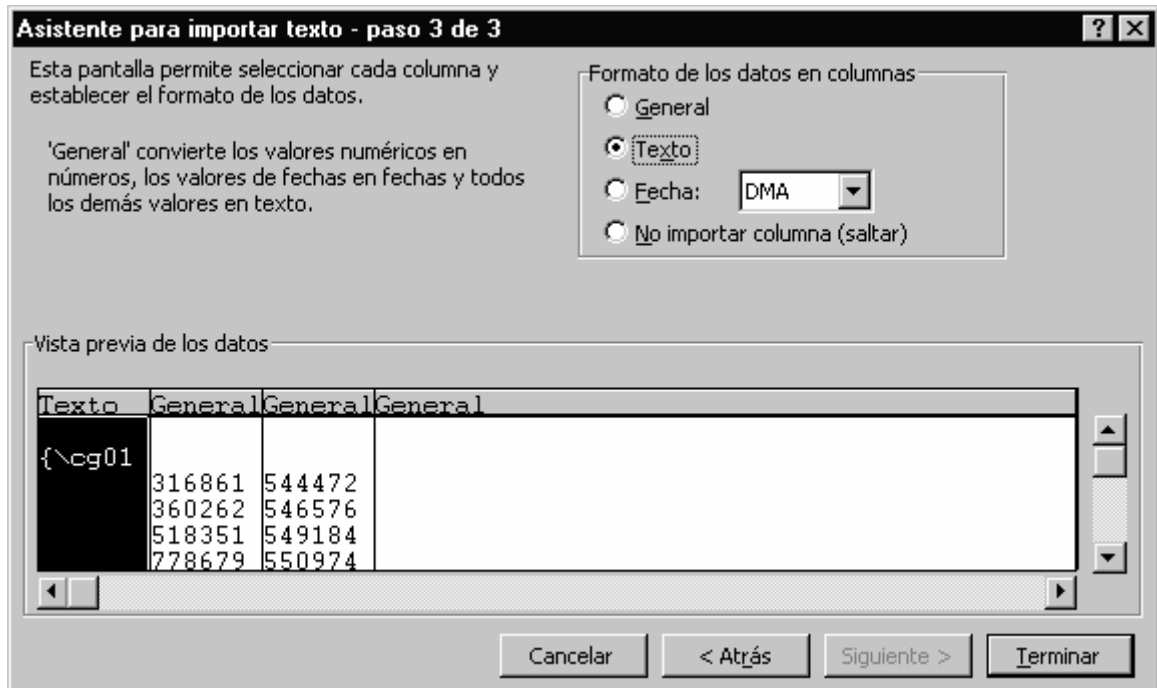 Asistente para importar texto - paso 3 de 3
Esta pantalla permite seleccionar cada columna y
establecer el formato de los datos.
'General' convierte los valores numéricos en
números, los valores de fechas en fechas y todos
los demás valores en texto.
Formato de los datos en columnas
General
Texto
Fecha: DMA
No importar columna (saltar)
Vista previa de los datos
Texto General General General
{\cg01
316861 544472
360262 546576
518351 549184
778679 550974
Cancelar < Atrás Siguiente > Terminar